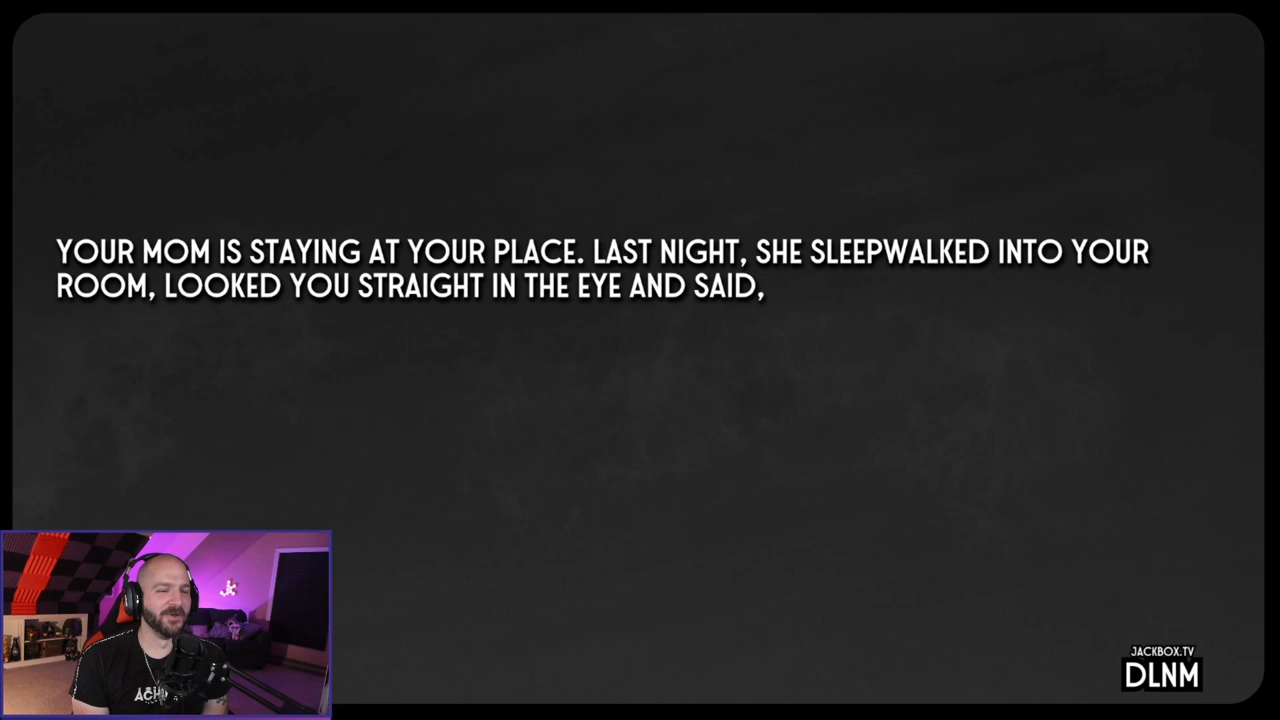 YOUR MOM IS STAYING AT YOUR PLACE. LAST NIGHT, SHE SLEEPWALKED INTO YOUR
ROOM, LOOKED YOU STRAIGHT IN THE EYE AND SAID,
JACKBOX.TV
DLNM